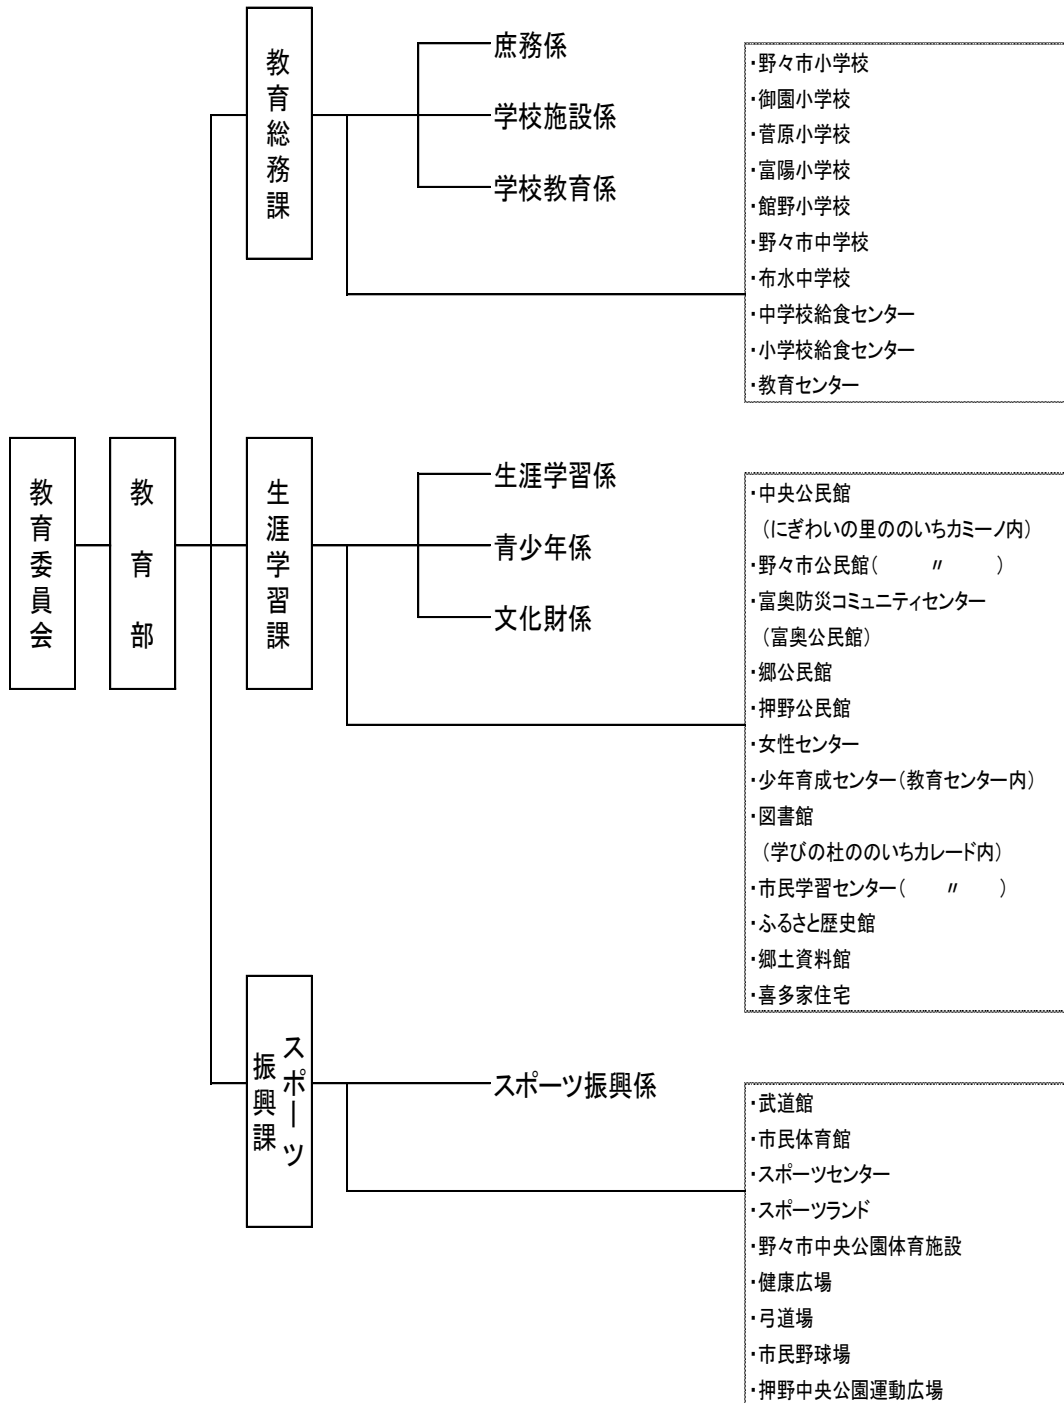 教育委員会
教育部
教育総務課
庶務係
学校施設係
学校教育係
・野々市小学校
・御園小学校
・菅原小学校
・富陽小学校
・館野小学校
・野々市中学校
・布水中学校
・中学校給食センター
・小学校給食センター
・教育センター
生涯学習課
生涯学習係
青少年係
文化財係
・中央公民館
（にぎわいの里ののいちカミーノ内）
・野々市公民館（　　〃　　）
・富奥防災コミュニティセンター
（富奥公民館）
・郷公民館
・押野公民館
・女性センター
・少年育成センター（教育センター内）
・図書館
（学びの杜ののいちカレード内）
・市民学習センター（　　〃　　）
・ふるさと歴史館
・郷土資料館
・喜多家住宅
スポーツ
振興課
スポーツ振興係
・武道館
・市民体育館
・スポーツセンター
・スポーツランド
・野々市中央公園体育施設
・健康広場
・弓道場
・市民野球場
・押野中央公園運動広場